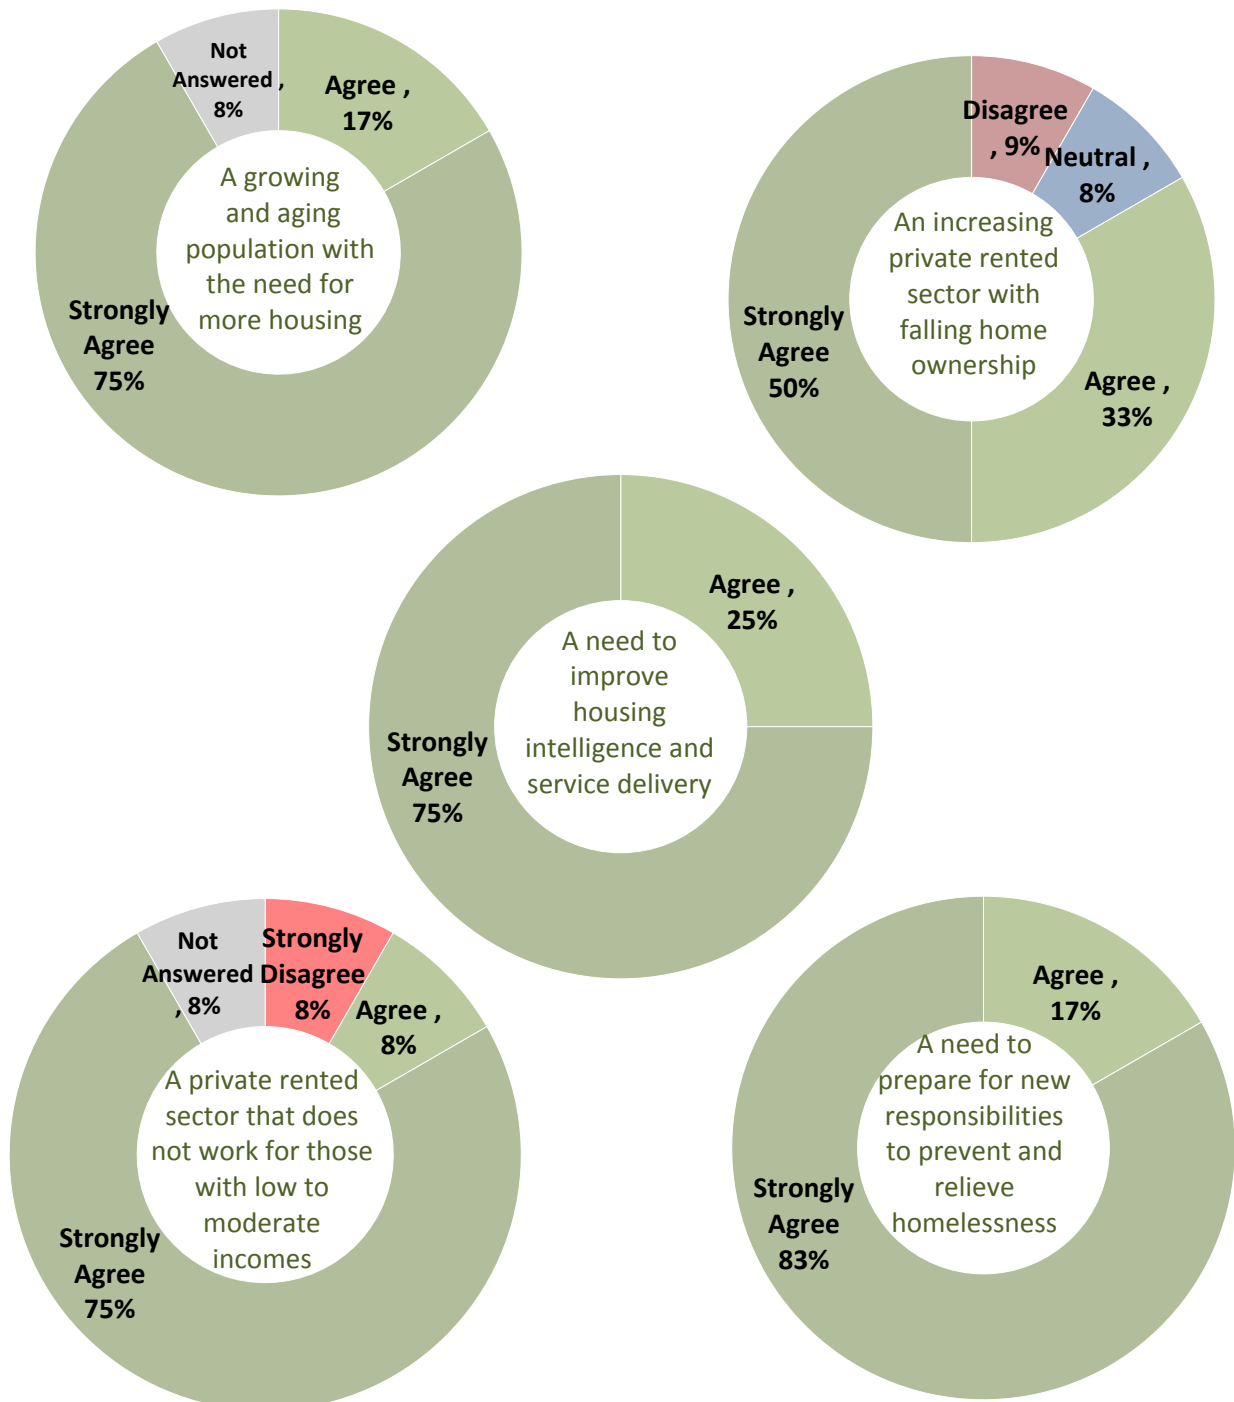 Not
Answered ,
8%
Agree ,
17%
A growing
and aging
population with
the need for
more housing
Strongly
Agree
75%
Disagree
, 9%
Neutral ,
8%
An increasing
private rented
sector with
falling home
ownership
Strongly
Agree
50%
Agree ,
33%
Agree ,
25%
A need to
improve
housing
intelligence and
service delivery
Strongly
Agree
75%
Not
Answered
, 8%
Strongly
Disagree
8%
Agree ,
8%
A private rented
sector that does
not work for those
with low to
moderate
incomes
Strongly
Agree
75%
Agree ,
17%
A need to
prepare for new
responsibilities
to prevent and
relieve
homelessness
Strongly
Agree
83%